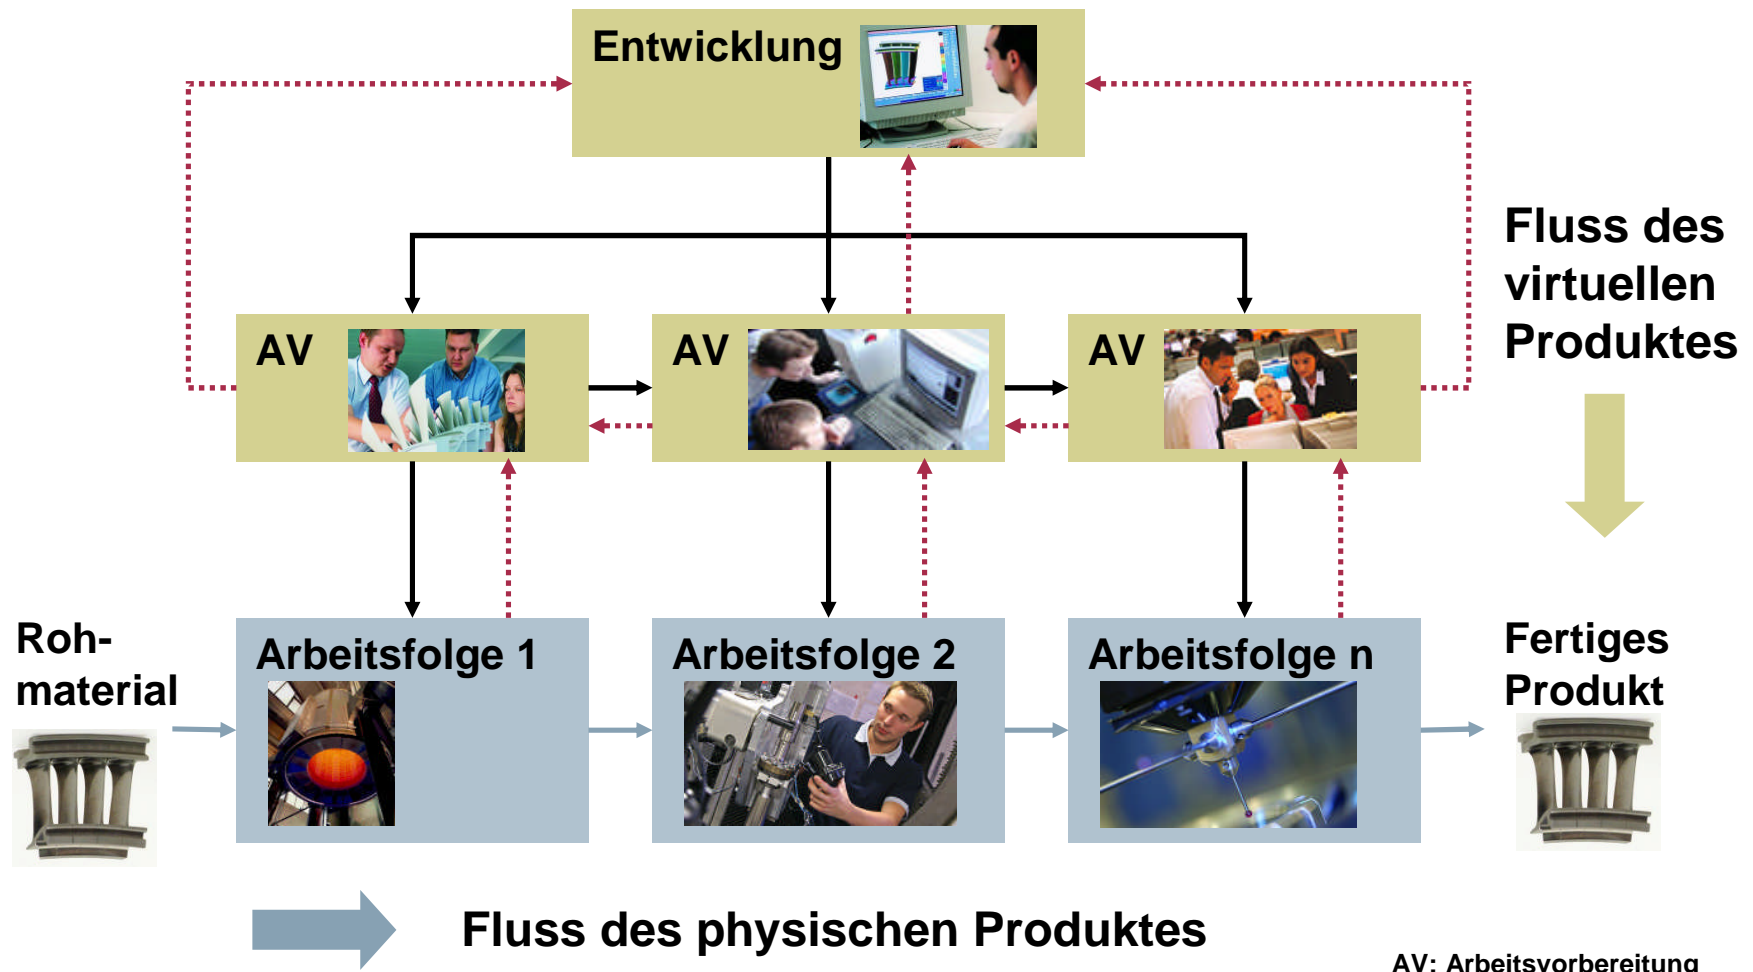 Entwicklung
Fluss des
virtuellen
Produktes
AV
AV
AV
Roh-
material
Arbeitsfolge 1
Arbeitsfolge 2
Arbeitsfolge n
Fertiges
Produkt
Fluss des physischen Produktes
AV: Arbeitsvorbereitung